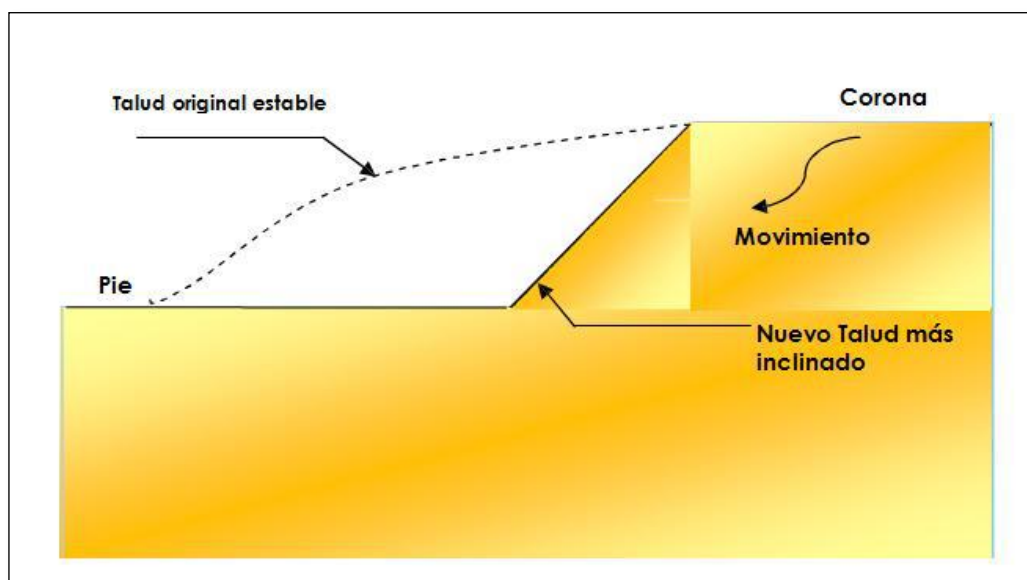 Talud original estable
Corona
Movimiento
Pie
Nuevo Talud más
inclinado